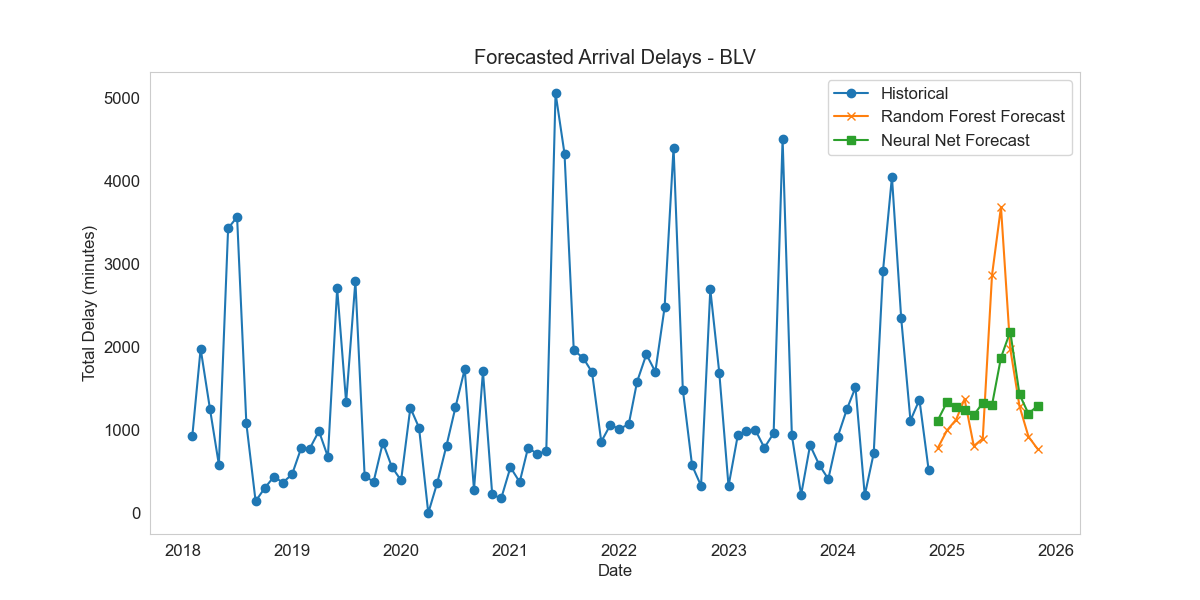 Forecasted Arrival Delays - BLV
Historical
Random Forest Forecast
Neural Net Forecast
Total Delay (minutes)
5000
4000
3000
2000
1000
0
2018 2019 2020 2021 2022 2023 2024 2025 2026
Date